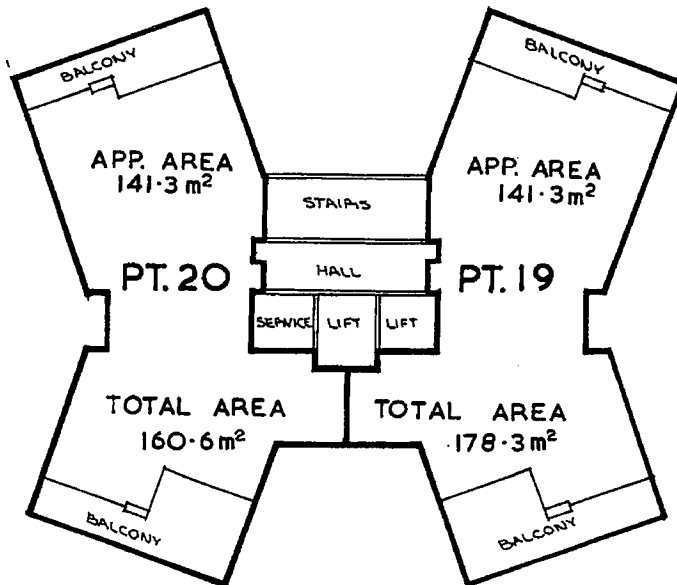 BALCONY
BALCONY
APP. AREA
141.3 m²
APP. AREA
141.3 m²
STAIRS
HALL
PT. 20
PT. 19
SERVICE
LIFT
LIFT
TOTAL AREA
160.6 m²
TOTAL AREA
178.3 m²
BALCONY
BALCONY